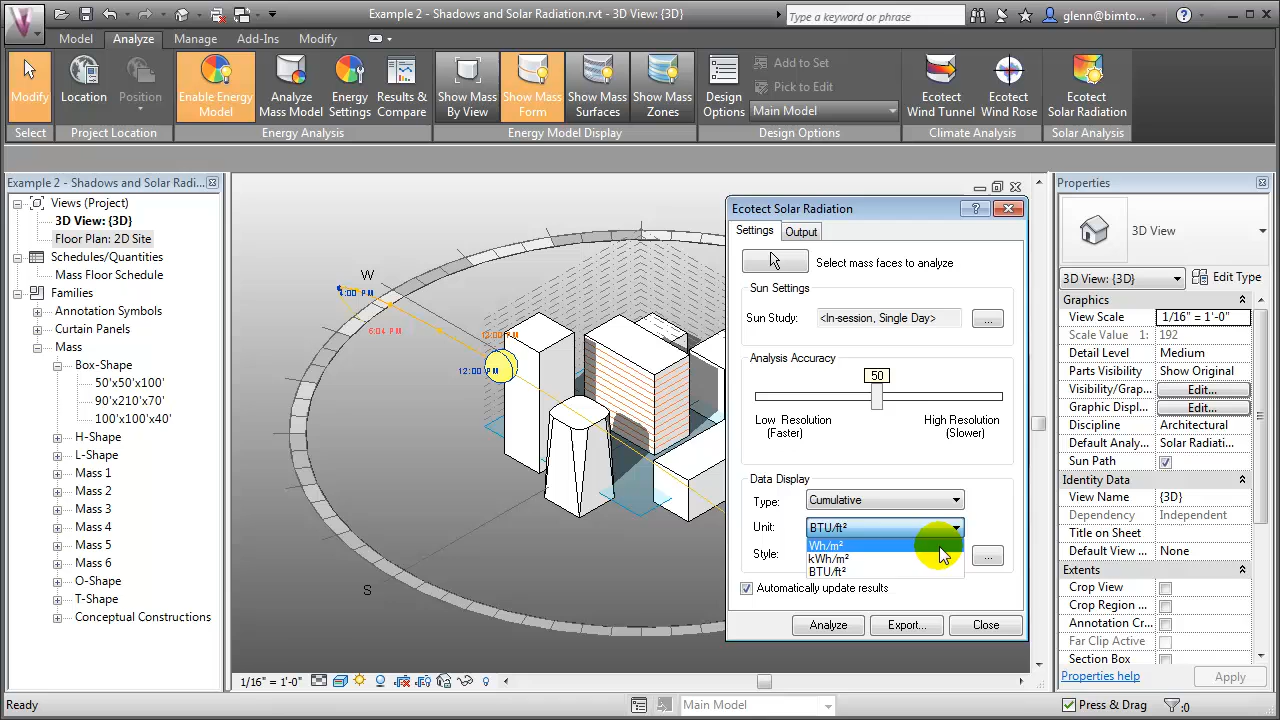 Example 2 - Shadows and Solar Radiation.rvt - 3D View: {3D}
Type a keyword or phrase
glenn@bimto...
Model Analyze Manage Add-Ins Modify
Modify
Location
Position
Enable Energy Model
Analyze Mass Model
Energy Settings
Results & Compare
Show Mass By View
Show Mass Form
Show Mass Surfaces
Show Mass Zones
Design Options
Add to Set
Pick to Edit
Main Model
Ecotect Wind Tunnel
Ecotect Wind Rose
Ecotect Solar Radiation
Select
Project Location
Energy Analysis
Energy Model Display
Design Options
Climate Analysis
Solar Analysis
Example 2 - Shadows and Solar Radi...
Views (Project)
3D View: {3D}
Floor Plan: 2D Site
Schedules/Quantities
Mass Floor Schedule
Families
Annotation Symbols
Curtain Panels
Mass
Box-Shape
50'x50'x100'
90'x210'x70'
100'x100'x40'
H-Shape
L-Shape
Mass 1
Mass 2
Mass 3
Mass 4
Mass 5
Mass 6
O-Shape
T-Shape
Conceptual Constructions
W
6:04 PM
12:00 PM
S
Ecotect Solar Radiation
Settings
Output
Select mass faces to analyze
Sun Settings
Sun Study:
<In-session, Single Day>
...
Analysis Accuracy
50
Low Resolution
(Faster)
High Resolution
(Slower)
Data Display
Type:
Cumulative
Unit:
BTU/ft²
Wh/m²
Style:
kWh/m²
...
BTU/ft²
Automatically update results
Analyze
Export...
Close
Properties
3D View
3D View: {3D}
Edit Type
Graphics
View Scale 1/16" = 1'-0"
Scale Value 1: 192
Detail Level Medium
Parts Visibility Show Original
Visibility/Grap... Edit...
Graphic Displ... Edit...
Discipline Architectural
Default Analy... Solar Radiati...
Sun Path
Identity Data
View Name {3D}
Dependency Independent
Title on Sheet
Default View ... None
Extents
Crop View
Crop Region ...
Annotation Cr...
Far Clip Active
Section Box
Properties help
Apply
1/16" = 1'-0"
Ready
Main Model
Press & Drag
:0